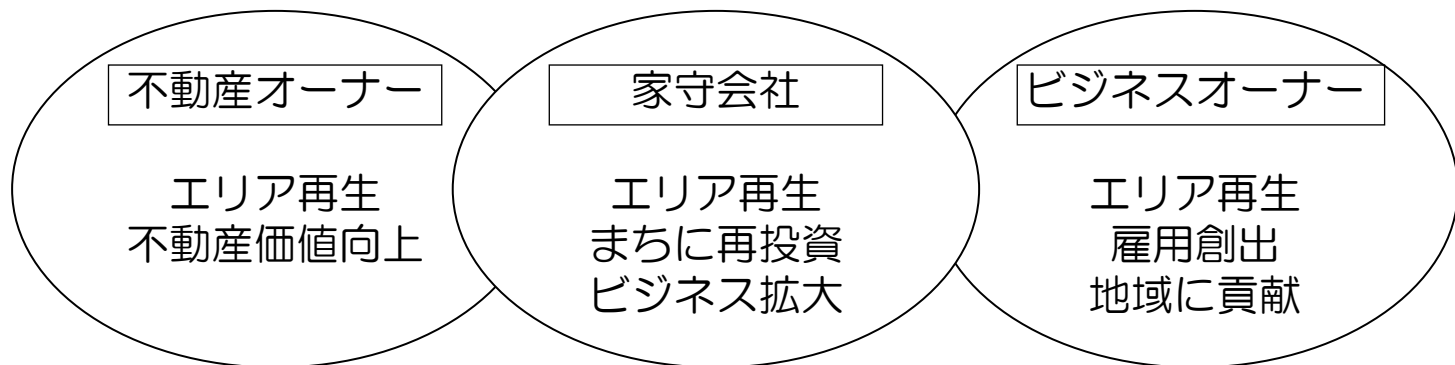 不動産オーナー
エリア再生
不動産価値向上
家守会社
エリア再生
まちに再投資
ビジネス拡大
ビジネスオーナー
エリア再生
雇用創出
地域に貢献